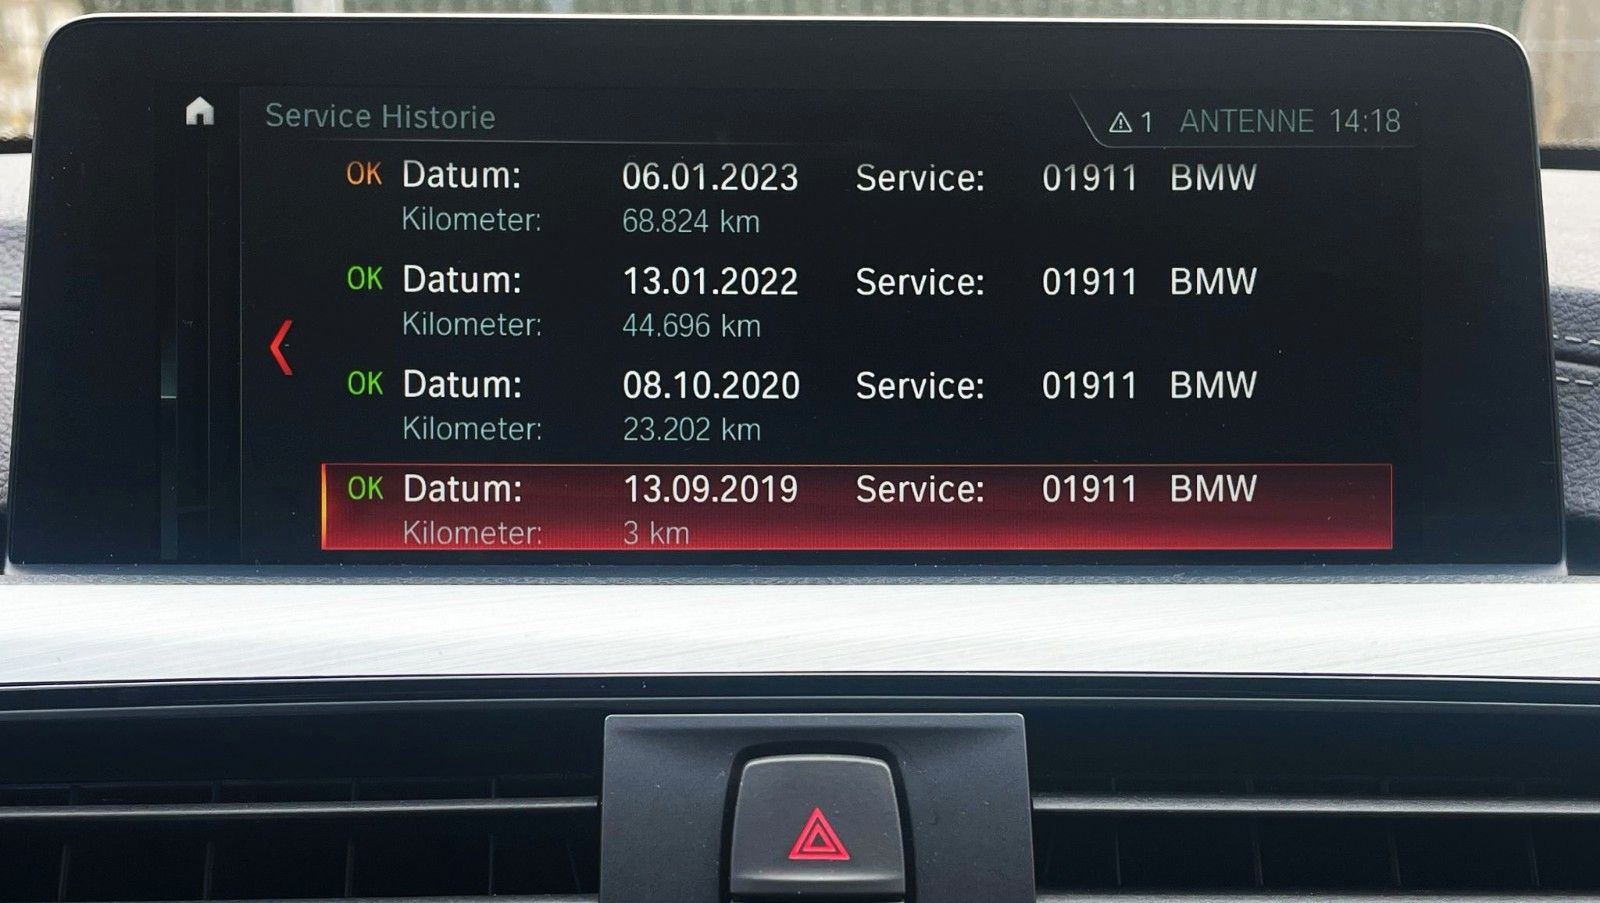 Service Historie
1 ANTENNE 14:18
OK Datum: 06.01.2023 Service: 01911 BMW
Kilometer: 68.824 km
OK Datum: 13.01.2022 Service: 01911 BMW
Kilometer: 44.696 km
OK Datum: 08.10.2020 Service: 01911 BMW
Kilometer: 23.202 km
OK Datum: 13.09.2019 Service: 01911 BMW
Kilometer: 3 km